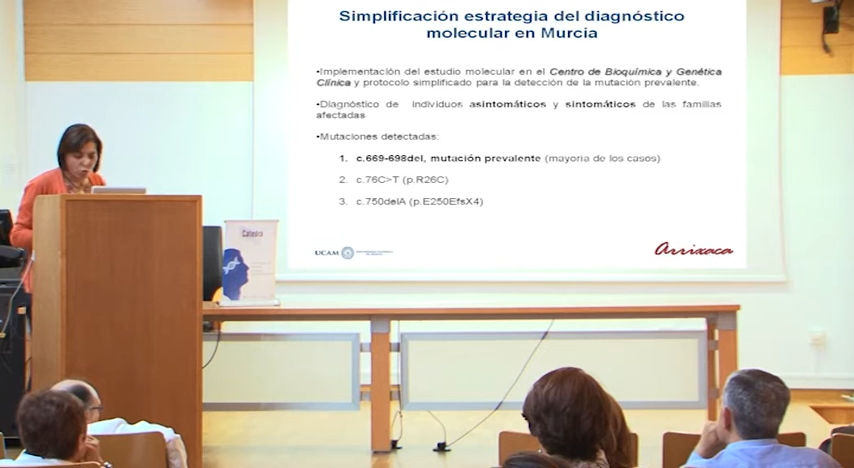 Simplificación estrategia del diagnóstico
molecular en Murcia
•Implementación del estudio molecular en el Centro de Bioquímica y Genética
Clínica y protocolo simplificado para la detección de la mutación prevalente.
•Diagnóstico de individuos asintomáticos y sintomáticos de las familias
afectadas
•Mutaciones detectadas:
1. c.669-698del, mutación prevalente (mayoria de los casos)
2. c.76C>T (p.R26C)
3. c.750delA (p.E250EfsX4)
UCAM
Arrixaca
Cátedra